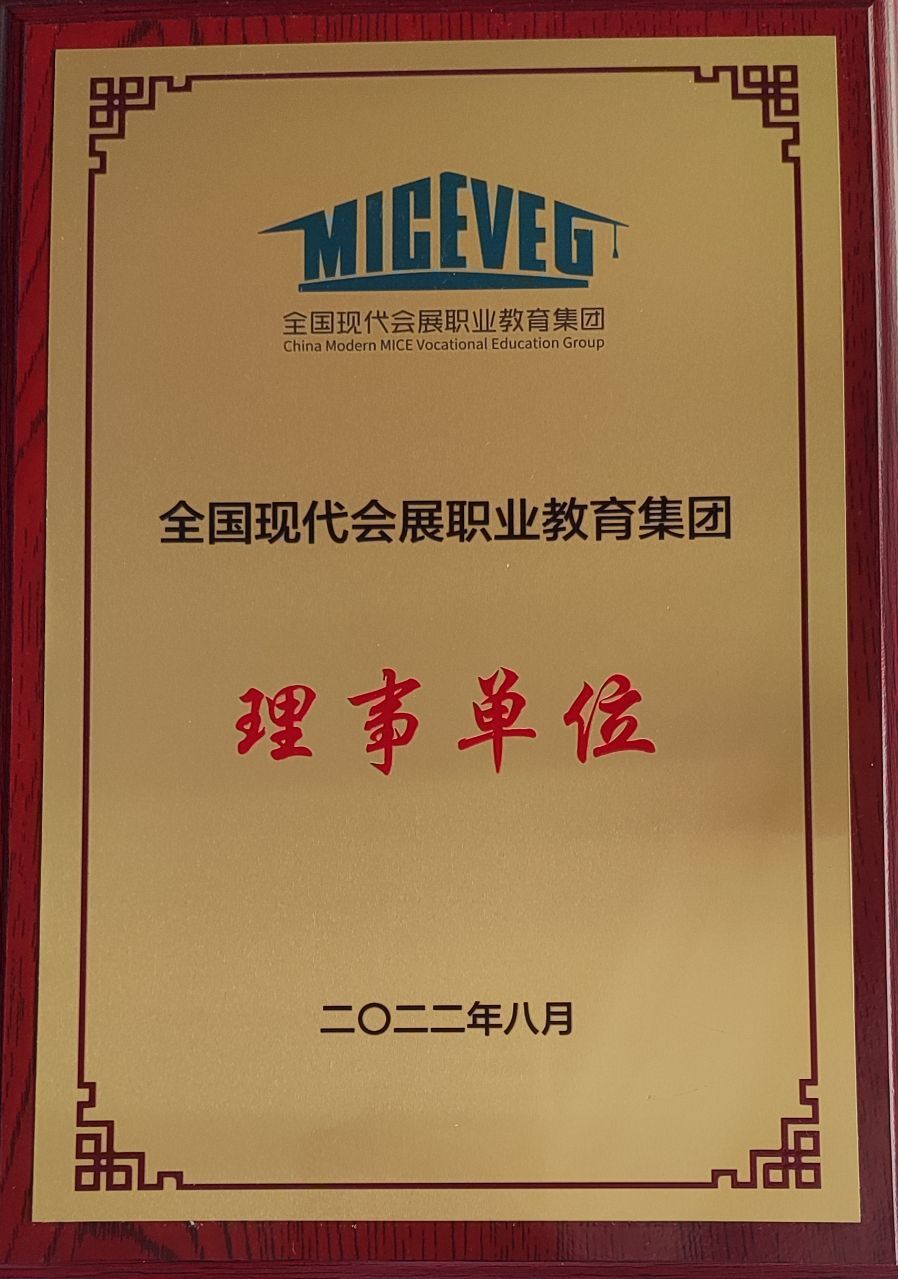 MICEVEG
全国现代会展职业教育集团
China Modern MICE Vocational Education Group
全国现代会展职业教育集团
理事单位
二〇二二年八月